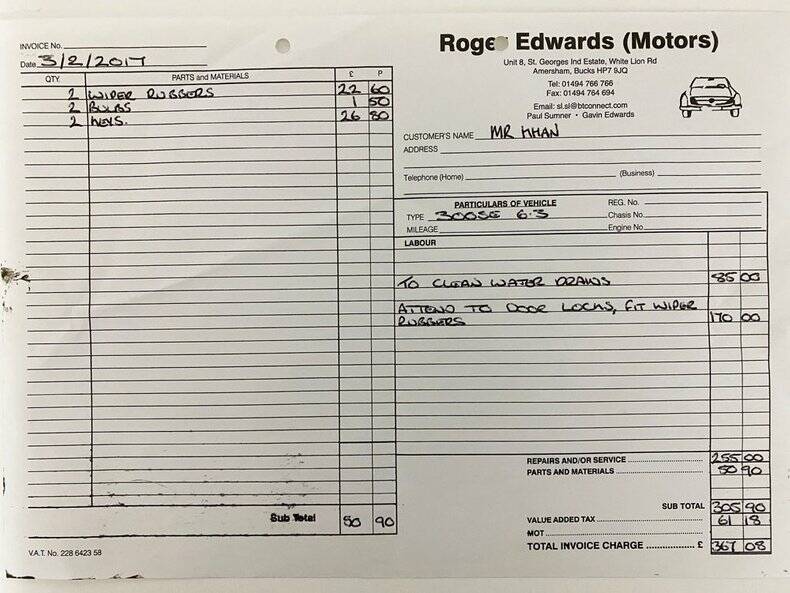 INVOICE No.
Date 3/2/2017
QTY. PARTS and MATERIALS £ P
2 WIPER RUBBERS 22 60
2 BULBS 1 50
2 KEYS. 26 80
Sub Total 50 90
V.A.T. No. 228 6423 58
Roger Edwards (Motors)
Unit 8, St. Georges Ind Estate, White Lion Rd
Amersham, Bucks HP7 9JQ
Tel: 01494 766 766
Fax: 01494 764 694
Email: sl.sl@btconnect.com
Paul Sumner • Gavin Edwards
CUSTOMER'S NAME MR KHAN
ADDRESS
Telephone (Home) (Business)
PARTICULARS OF VEHICLE REG. No.
TYPE 300SE 6.3 Chasis No.
MILEAGE Engine No.
LABOUR
TO CLEAN WATER DRAINS 85 00
ATTEND TO DOOR LOCKS, FIT WIPER
RUBBERS 170 00
REPAIRS AND/OR SERVICE 255 00
PARTS AND MATERIALS 50 90
SUB TOTAL 305 90
VALUE ADDED TAX 61 18
MOT
TOTAL INVOICE CHARGE £ 367 08